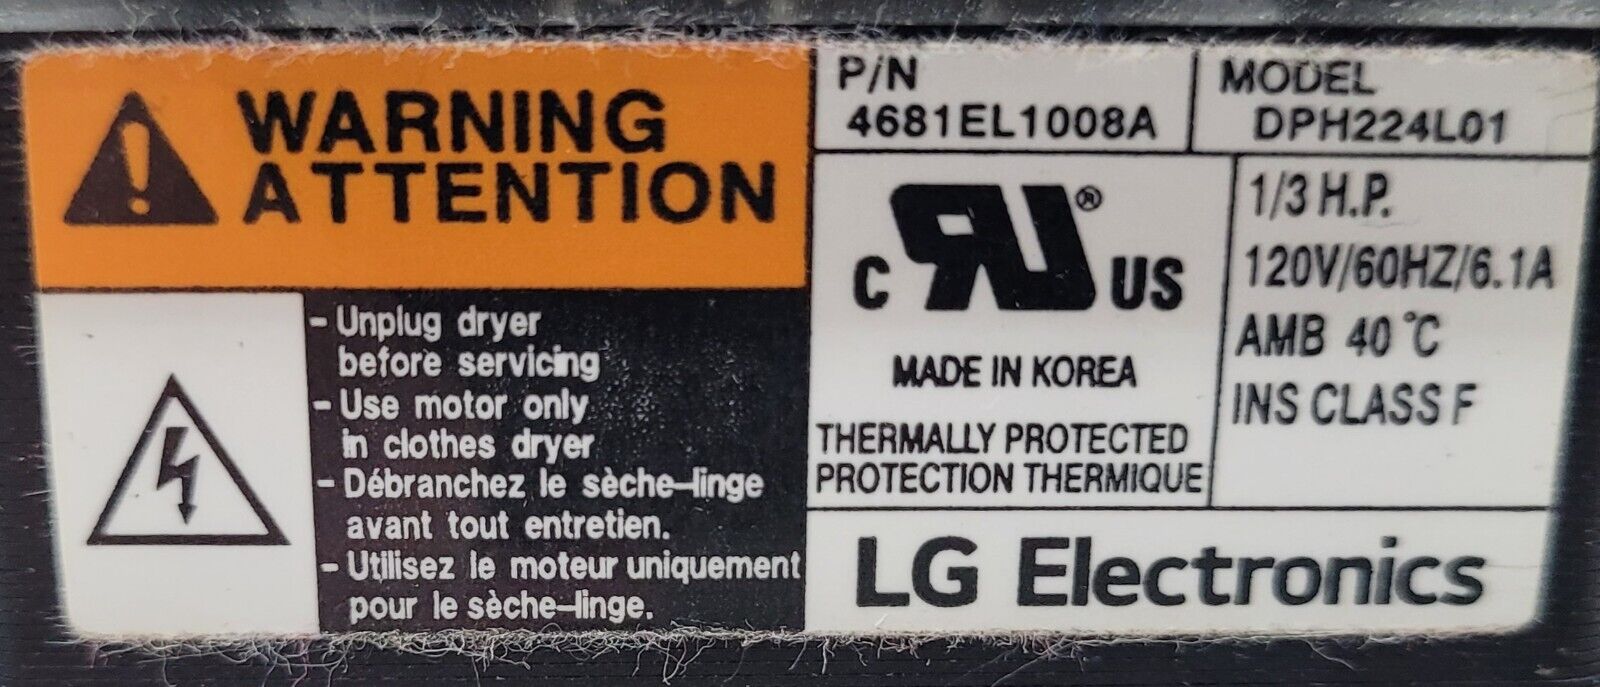 WARNING
ATTENTION
- Unplug dryer
before servicing
- Use motor only
in clothes dryer
- Débranchez le sèche-linge
avant tout entretien.
- Utilisez le moteur uniquement
pour le sèche-linge.
P/N
4681EL1008A
MODEL
DPH224L01
C RU® US
MADE IN KOREA
THERMALLY PROTECTED
PROTECTION THERMIQUE
1/3 H.P.
120V/60HZ/6.1A
AMB 40 °C
INS CLASS F
LG Electronics